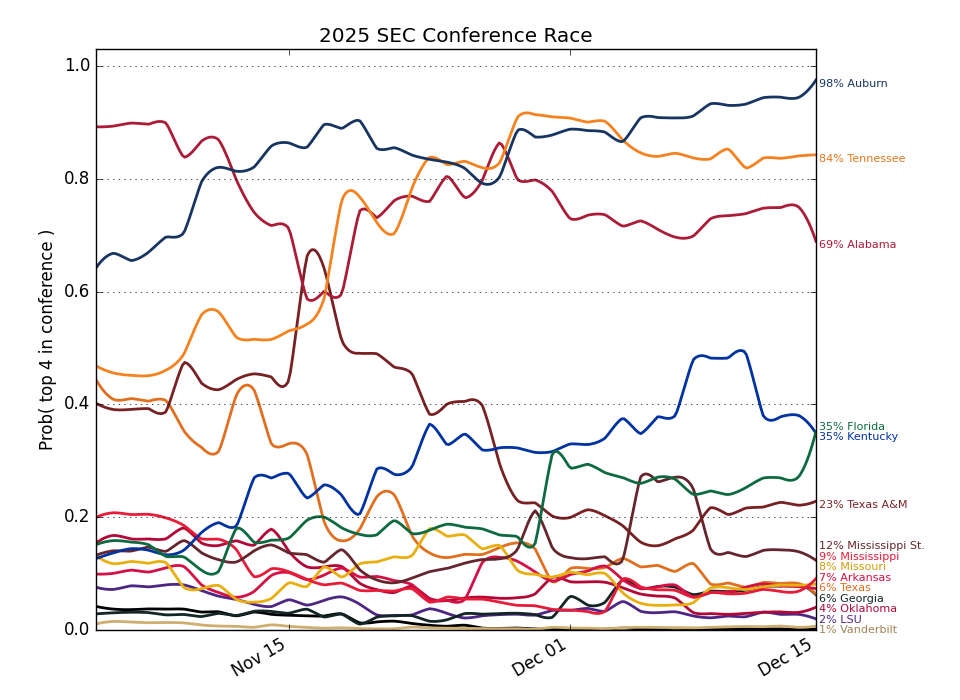 2025 SEC Conference Race
Prob( top 4 in conference )
1.0
0.8
0.6
0.4
0.2
0.0
Nov 15
Dec 01
Dec 15
98% Auburn
84% Tennessee
69% Alabama
35% Florida
35% Kentucky
23% Texas A&M
12% Mississippi St.
9% Mississippi
8% Missouri
7% Arkansas
6% Texas
6% Georgia
4% Oklahoma
2% LSU
1% Vanderbilt